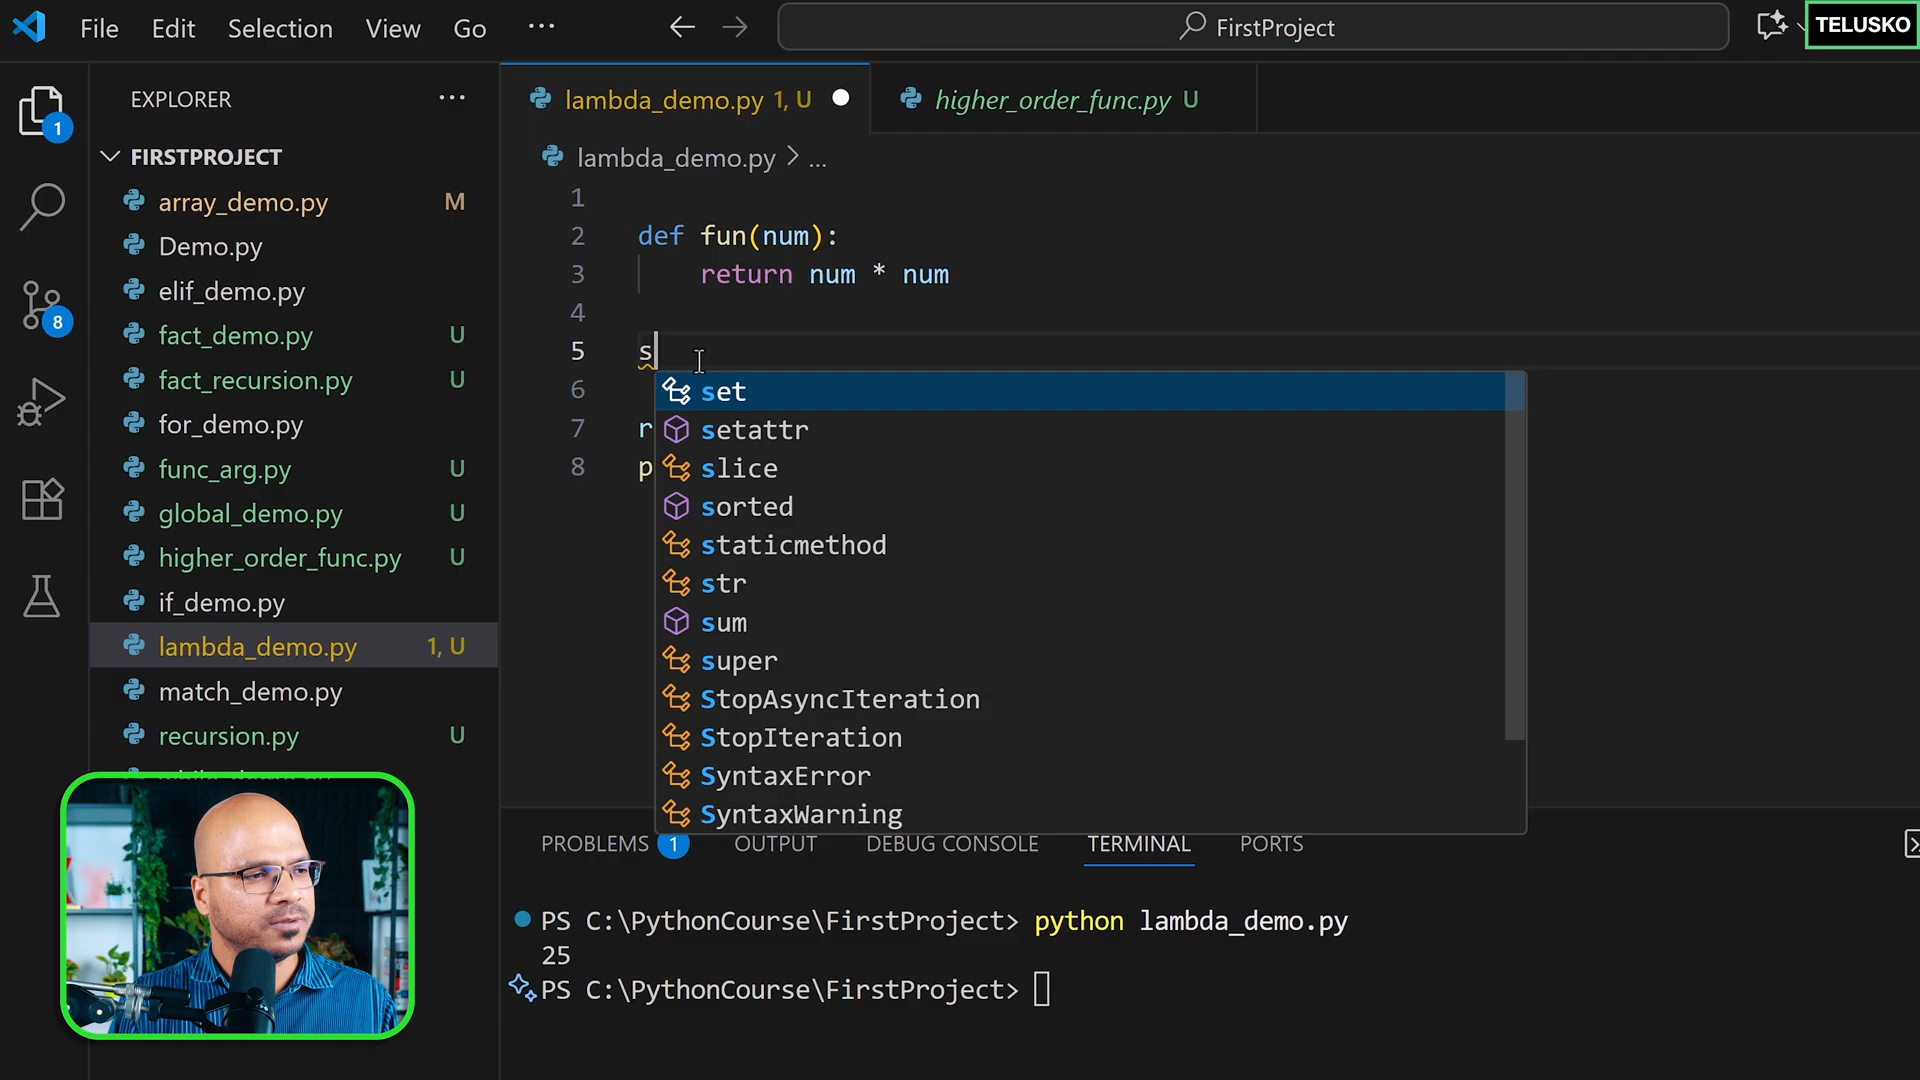 File Edit Selection View Go ...
FirstProject
TELUSKO
EXPLORER
FIRSTPROJECT
array_demo.py M
Demo.py
elif_demo.py
fact_demo.py U
fact_recursion.py U
for_demo.py
func_arg.py U
global_demo.py U
higher_order_func.py U
if_demo.py
lambda_demo.py 1, U
match_demo.py
recursion.py U
1
8
lambda_demo.py 1, U
higher_order_func.py U
lambda_demo.py > ...
1
2 def fun(num):
3 return num * num
4
5 s
6
7 r
8 p
set
setattr
slice
sorted
staticmethod
str
sum
super
StopAsyncIteration
StopIteration
SyntaxError
SyntaxWarning
PROBLEMS 1 OUTPUT DEBUG CONSOLE TERMINAL PORTS
PS C:\PythonCourse\FirstProject> python lambda_demo.py
25
PS C:\PythonCourse\FirstProject>